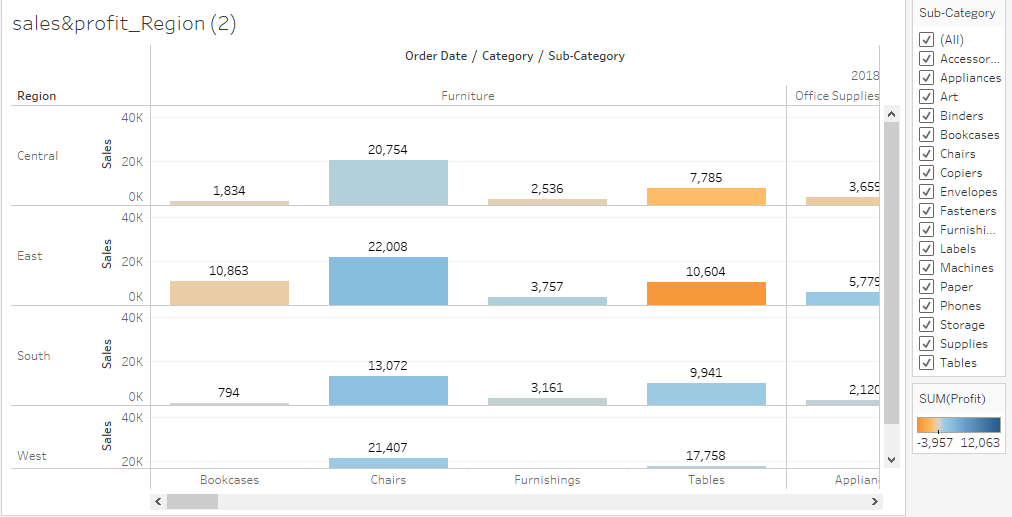 sales&profit_Region (2)
Order Date / Category / Sub-Category
2018
Region
Furniture
Office Supplies
Central
Sales
40K
20K
0K
1,834
20,754
2,536
7,785
3,659
East
Sales
40K
20K
0K
10,863
22,008
3,757
10,604
5,779
South
Sales
40K
20K
0K
794
13,072
3,161
9,941
2,120
West
Sales
40K
20K
21,407
17,758
Bookcases
Chairs
Furnishings
Tables
Applian
Sub-Category
(All)
Accessor...
Appliances
Art
Binders
Bookcases
Chairs
Copiers
Envelopes
Fasteners
Furnishi...
Labels
Machines
Paper
Phones
Storage
Supplies
Tables
SUM(Profit)
-3,957 12,063